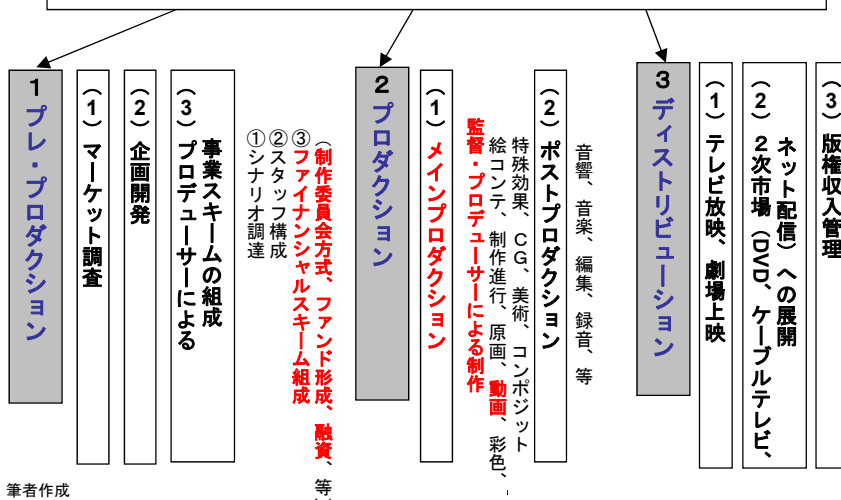 1 プレ・プロダクション
（1）マーケット調査
（2）企画開発
（3）プロデューサーによる
事業スキームの組成
①シナリオ調達
②スタッフ構成
③ファイナンシャルスキーム組成
（制作委員会方式、ファンド形成、融資、等
2 プロダクション
（1）メインプロダクション
監督・プロデューサーによる制作
絵コンテ、制作進行、原画、動画、彩色、
特殊効果、CG、美術、コンポジット
（2）ポストプロダクション
音響、音楽、編集、録音、等
3 ディストリビューション
（1）テレビ放映、劇場上映
（2）2次市場（DVD、ケーブルテレビ、
ネット配信）への展開
（3）版権収入管理
筆者作成